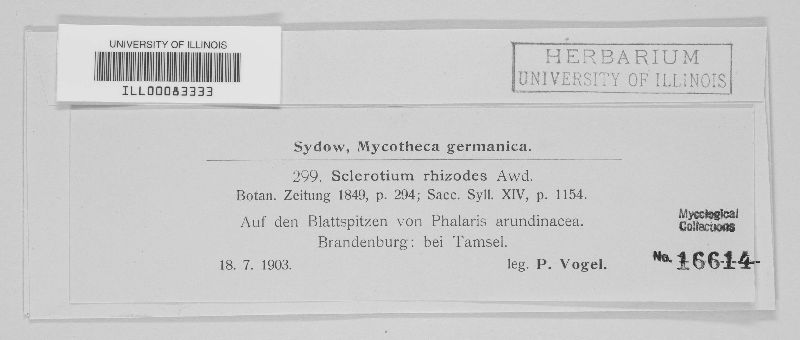 UNIVERSITY OF ILLINOIS
ILL00083333
HERBARIUM
UNIVERSITY OF ILLINOIS
Sydow, Mycotheca germanica.
299. Sclerotium rhizodes Awd.
Botan. Zeitung 1849, p. 294; Sacc. Syll. XIV, p. 1154.
Auf den Blattspitzen von Phalaris arundinacea.
Brandenburg: bei Tamsel.
18. 7. 1903. leg. P. Vogel.
Mycological
Collections
No. 16614